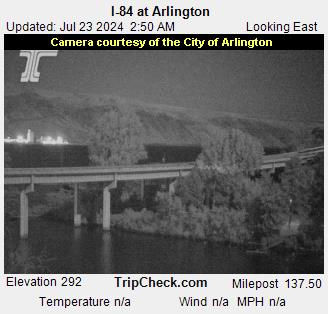 I-84 at Arlington
Updated: Jul 23 2024 2:50 AM Looking East
Camera courtesy of the City of Arlington
Elevation 292 TripCheck.com Milepost 137.50
Temperature n/a Wind n/a MPH n/a